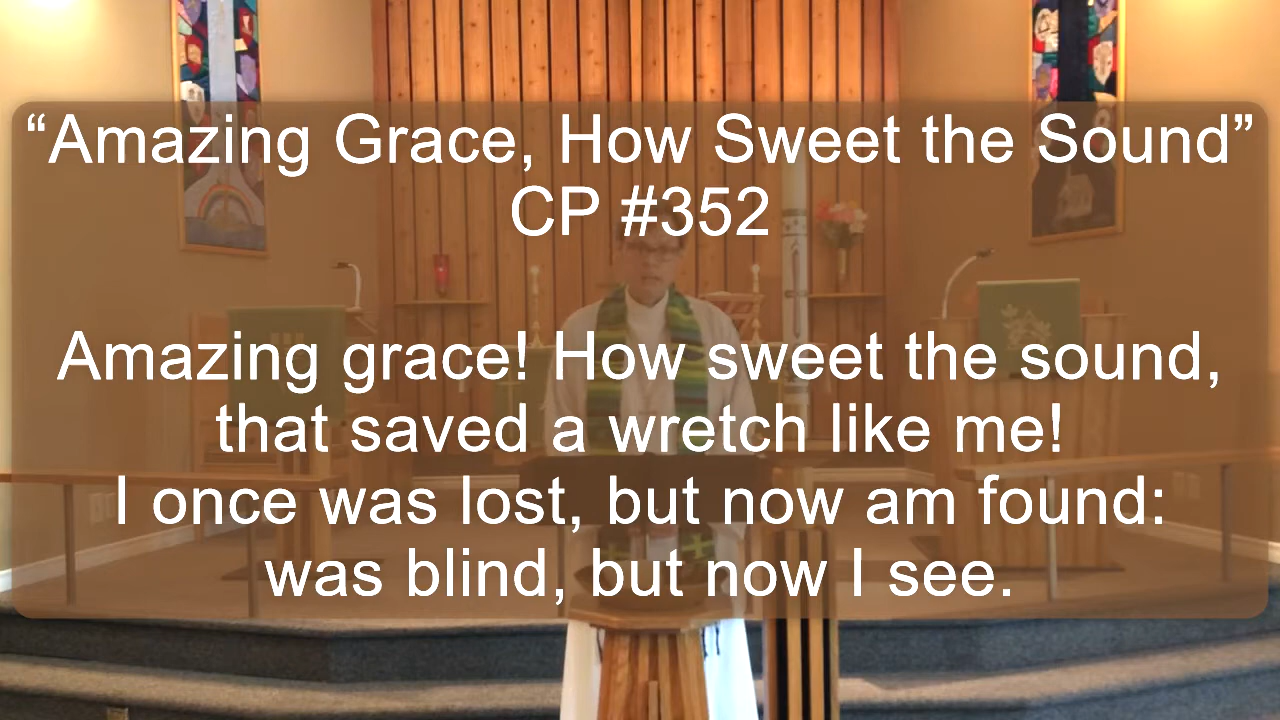 “Amazing Grace, How Sweet the Sound”
CP #352
Amazing grace! How sweet the sound,
that saved a wretch like me!
I once was lost, but now am found:
was blind, but now I see.